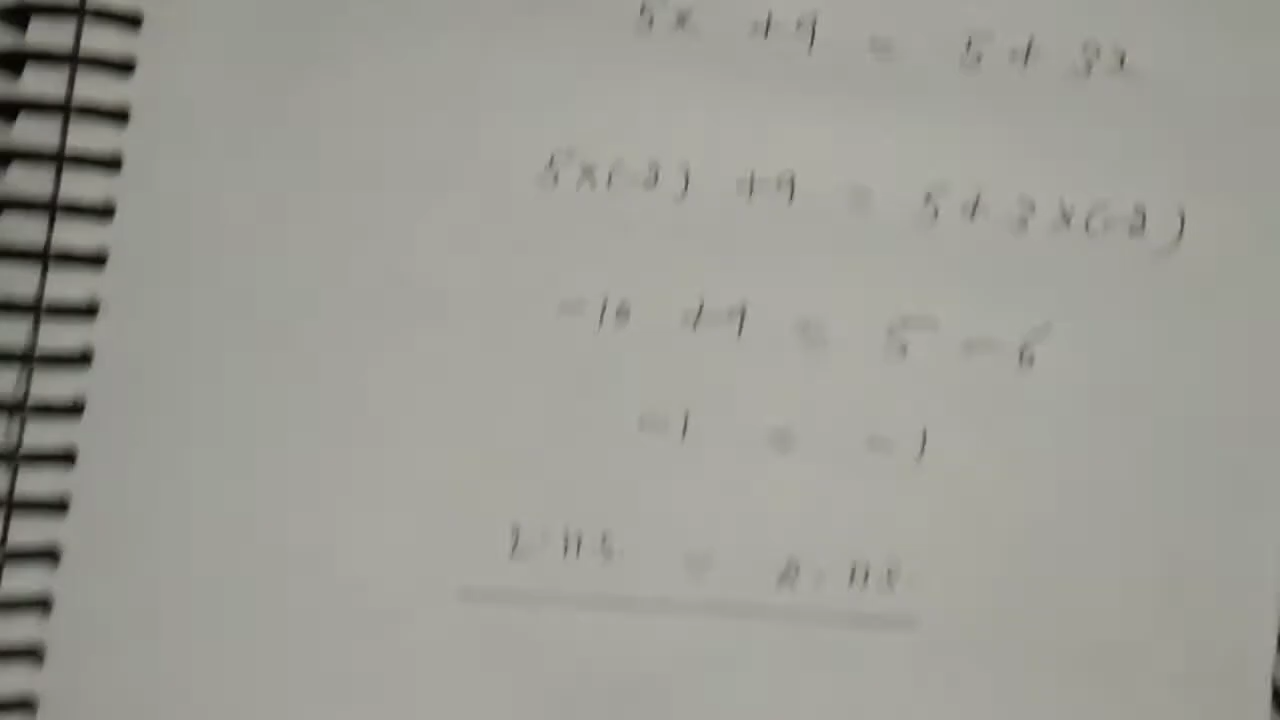 5x + 9 = 5 + 3x
5x(-2) + 9 = 5 + 3x(-2)
-10 + 9 = 5 - 6
-1 = -1
L.H.S = R.H.S